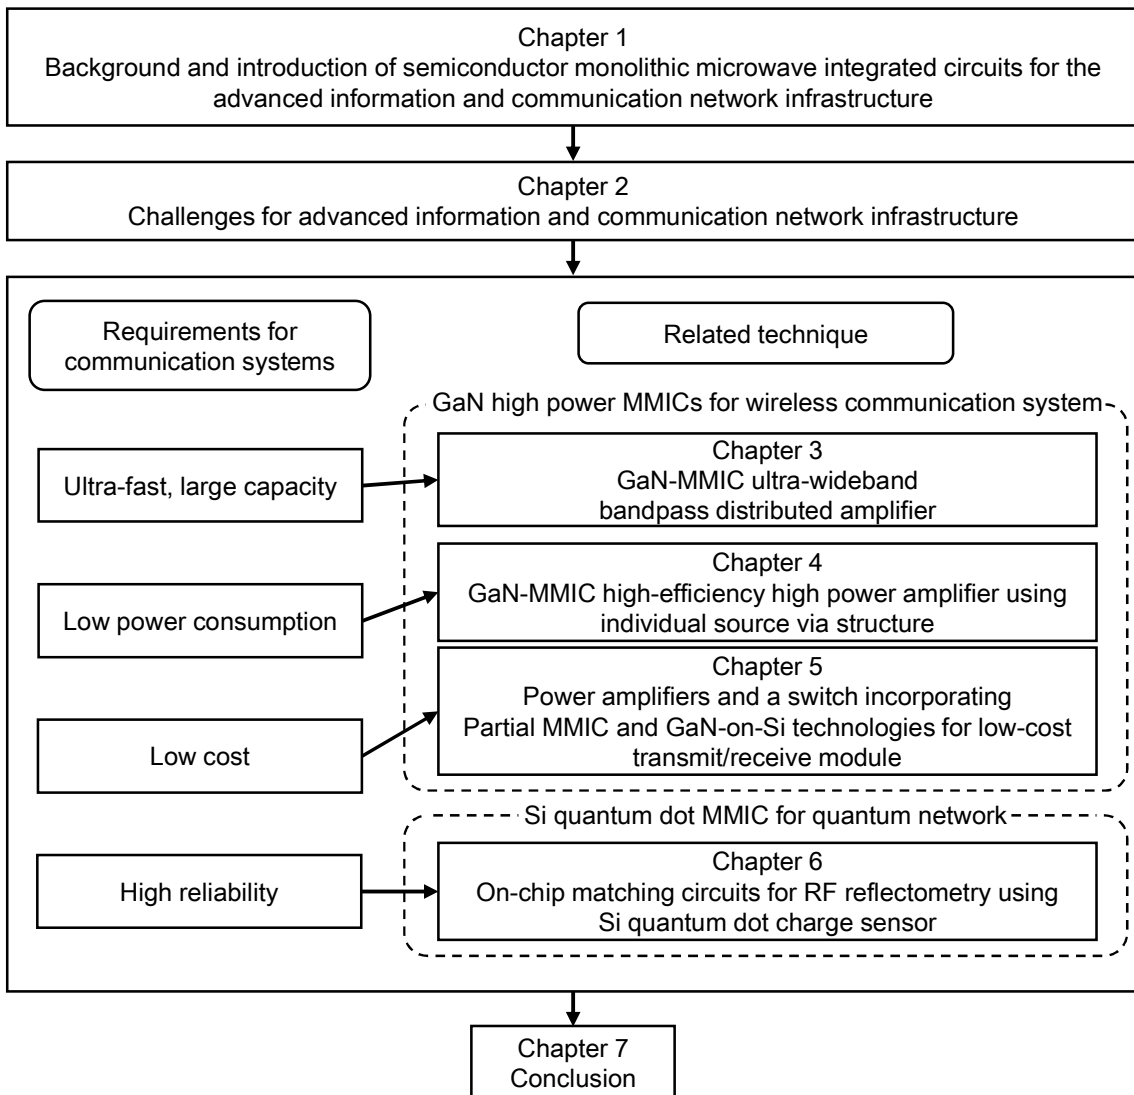 Chapter 1
Background and introduction of semiconductor monolithic microwave integrated circuits for the
advanced information and communication network infrastructure
Chapter 2
Challenges for advanced information and communication network infrastructure
Requirements for
communication systems
Related technique
GaN high power MMICs for wireless communication system
Ultra-fast, large capacity
Chapter 3
GaN-MMIC ultra-wideband
bandpass distributed amplifier
Low power consumption
Chapter 4
GaN-MMIC high-efficiency high power amplifier using
individual source via structure
Low cost
Chapter 5
Power amplifiers and a switch incorporating
Partial MMIC and GaN-on-Si technologies for low-cost
transmit/receive module
Si quantum dot MMIC for quantum network
High reliability
Chapter 6
On-chip matching circuits for RF reflectometry using
Si quantum dot charge sensor
Chapter 7
Conclusion